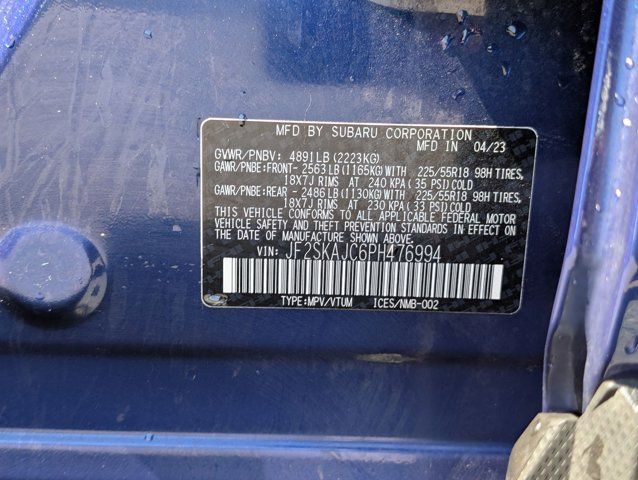 MFD BY SUBARU CORPORATION
MFD IN 04/23
GVWR/PNBV: 4891LB(2223KG)
GAWR/PNBE:FRONT- 2563LB(1165KG)WITH 225/55R18 98H TIRES,
18X7J RIMS AT 240 KPA(35 PSI)COLD
GAWR/PNBE:REAR - 2486LB(1130KG)WITH 225/55R18 98H TIRES,
18X7J RIMS AT 230 KPA(33 PSI)COLD
THIS VEHICLE CONFORMS TO ALL APPLICABLE FEDERAL MOTOR
VEHICLE SAFETY AND THEFT PREVENTION STANDARDS IN EFFECT ON
THE DATE OF MANUFACTURE SHOWN ABOVE.
VIN: JF2SKAJC6PH476994
TYPE:MPV/VTUM ICES/NMB-002